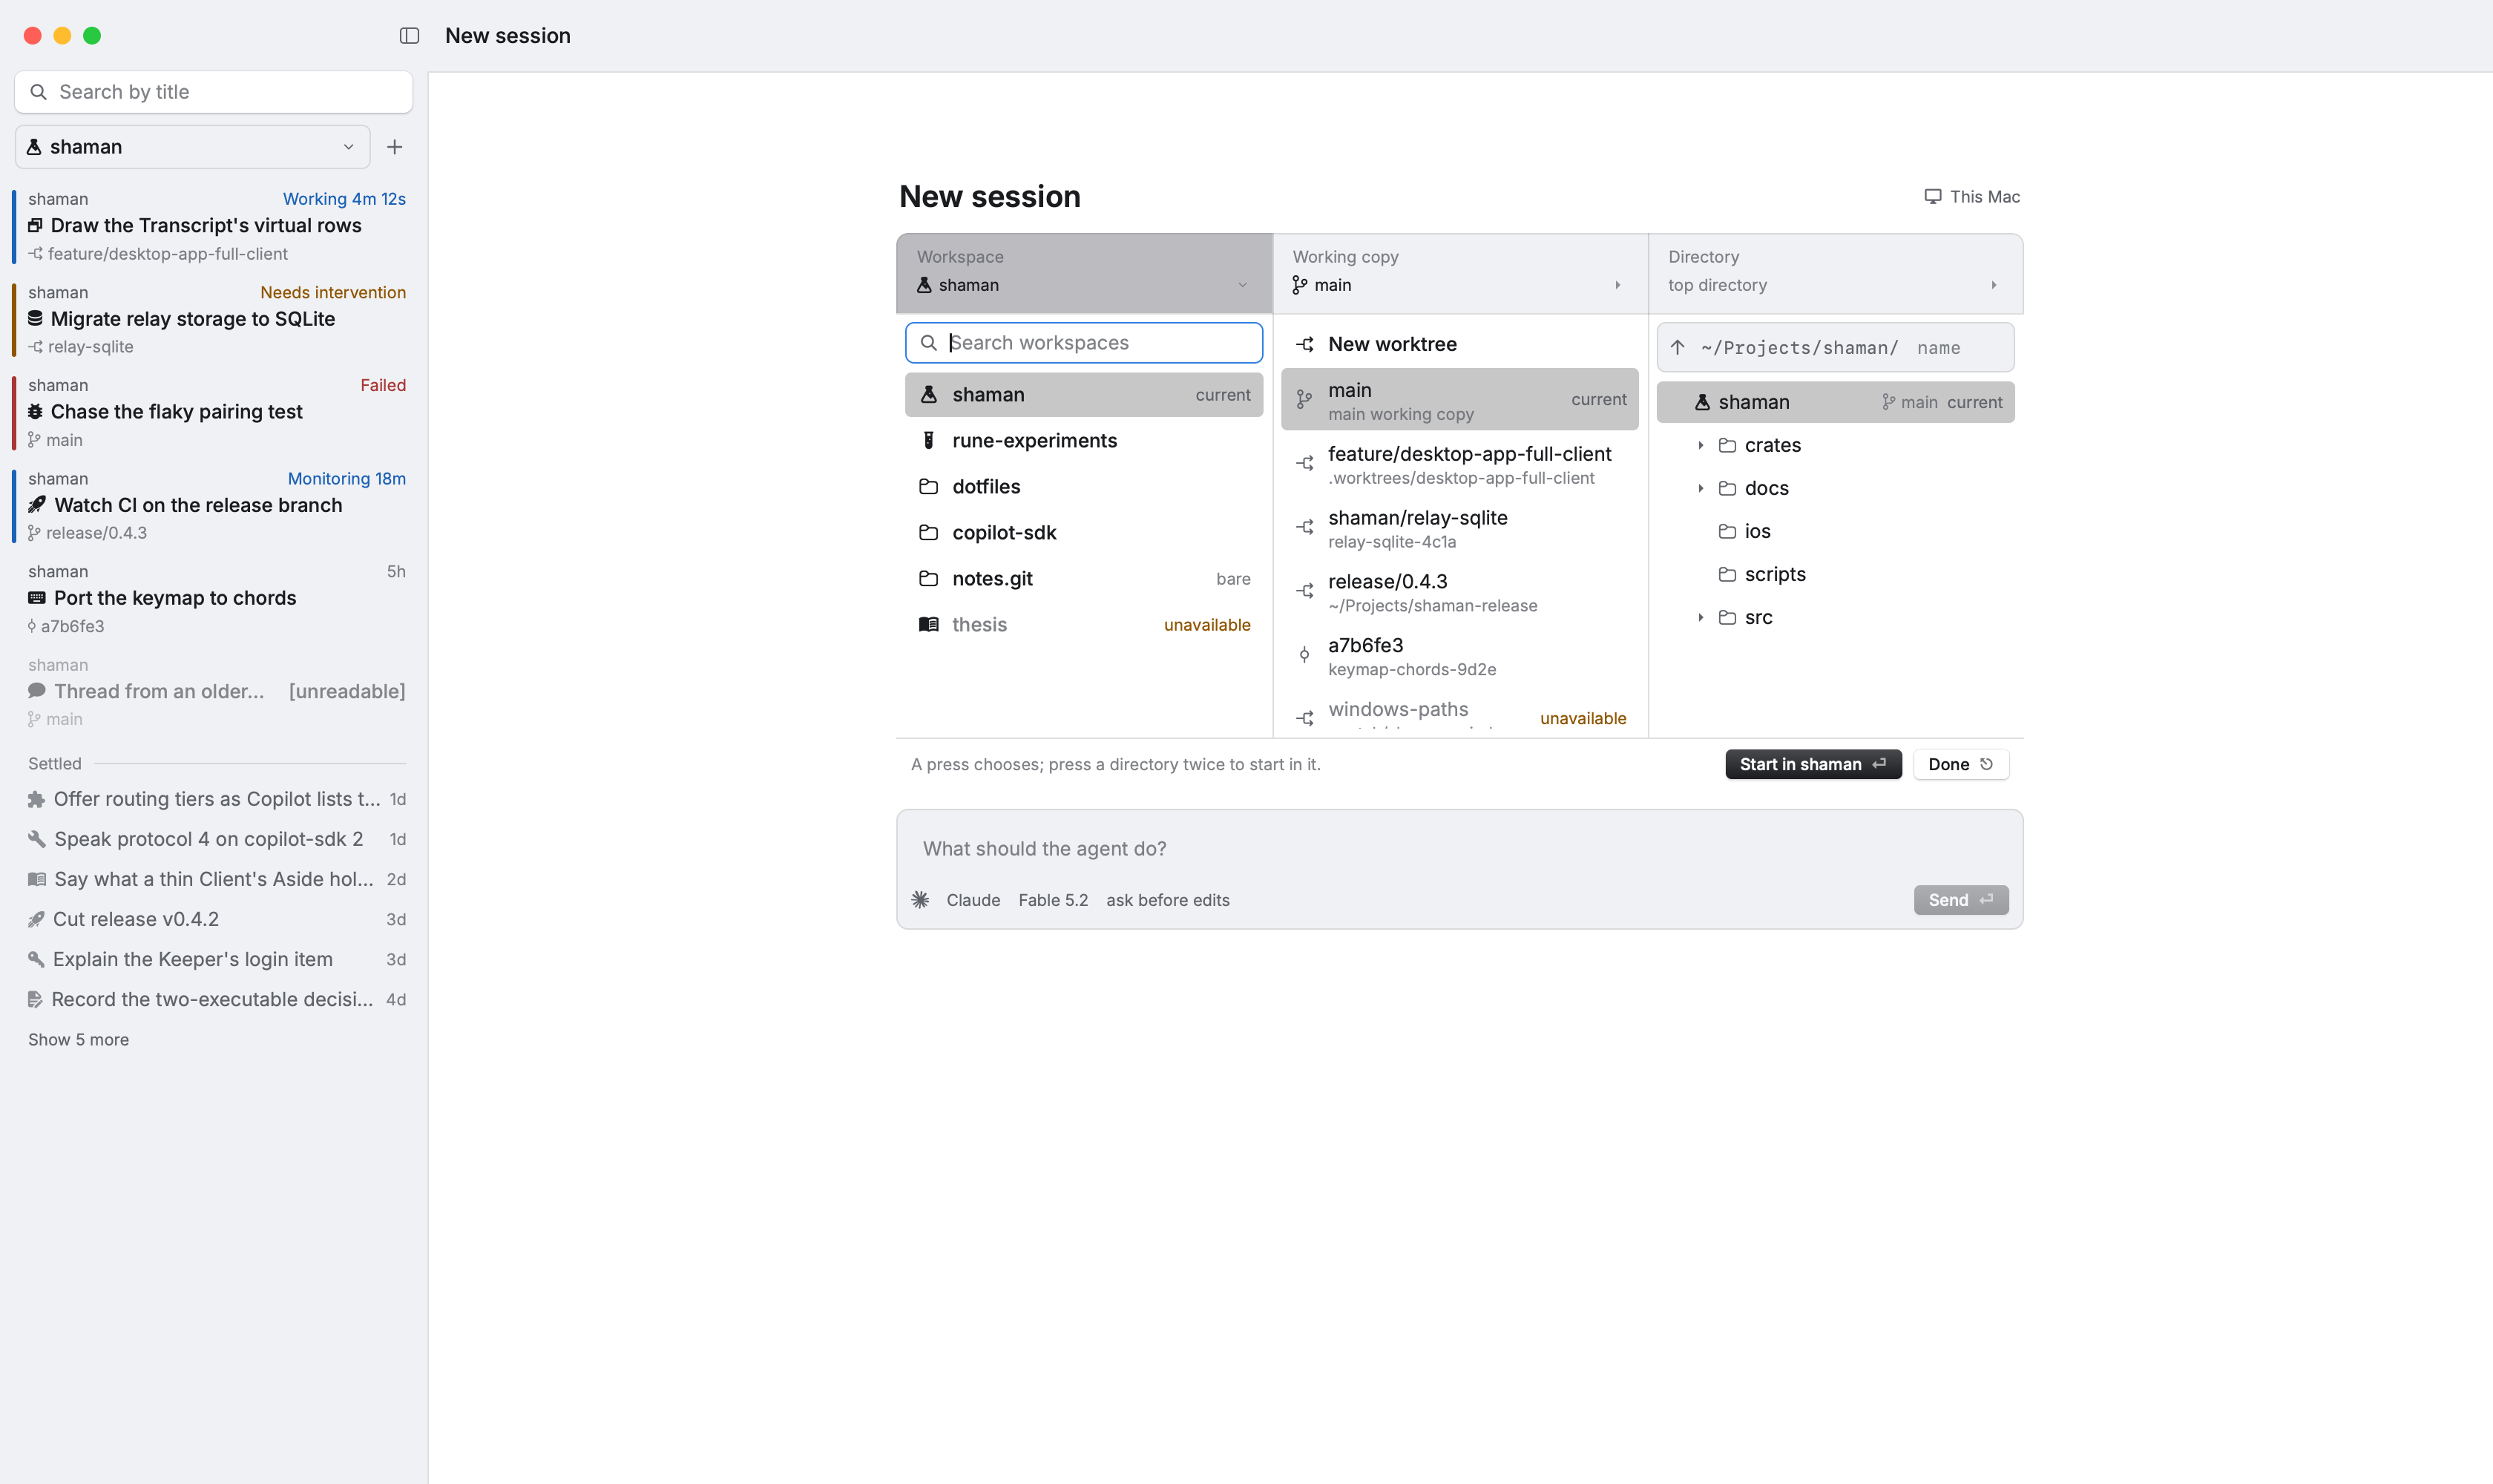 New session
Search by title
shaman
shaman Working 4m 12s
Draw the Transcript's virtual rows
feature/desktop-app-full-client
shaman Needs intervention
Migrate relay storage to SQLite
relay-sqlite
shaman Failed
Chase the flaky pairing test
main
shaman Monitoring 18m
Watch CI on the release branch
release/0.4.3
shaman 5h
Port the keymap to chords
a7b6fe3
shaman
Thread from an older... [unreadable]
main
Settled
Offer routing tiers as Copilot lists t... 1d
Speak protocol 4 on copilot-sdk 2 1d
Say what a thin Client's Aside hol... 2d
Cut release v0.4.2 3d
Explain the Keeper's login item 3d
Record the two-executable decisi... 4d
Show 5 more
New session
This Mac
Workspace
shaman
Search workspaces
shaman current
rune-experiments
dotfiles
copilot-sdk
notes.git bare
thesis unavailable
Working copy
main
New worktree
main
main working copy
current
feature/desktop-app-full-client
.worktrees/desktop-app-full-client
shaman/relay-sqlite
relay-sqlite-4c1a
release/0.4.3
~/Projects/shaman-release
a7b6fe3
keymap-chords-9d2e
windows-paths
unavailable
Directory
top directory
~/Projects/shaman/ name
shaman main current
crates
docs
ios
scripts
src
A press chooses; press a directory twice to start in it.
Start in shaman
Done
What should the agent do?
Claude Fable 5.2 ask before edits
Send